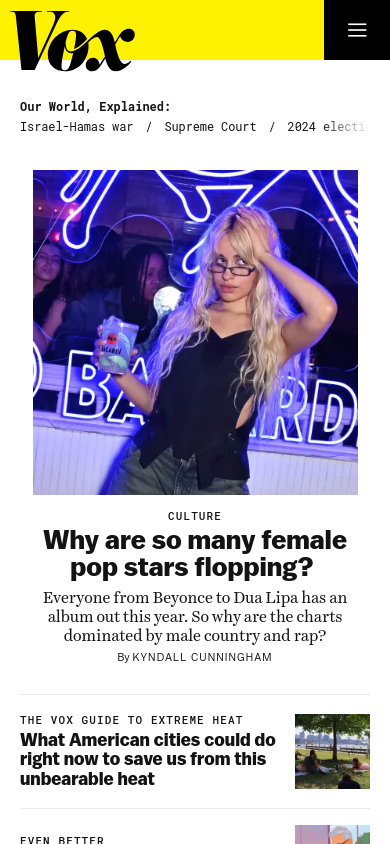 Vox
Our World, Explained:
Israel-Hamas war / Supreme Court / 2024 electi
BACARDI
BA RD
CULTURE
Why are so many female
pop stars flopping?
Everyone from Beyonce to Dua Lipa has an
album out this year. So why are the charts
dominated by male country and rap?
By KYNDALL CUNNINGHAM
THE VOX GUIDE TO EXTREME HEAT
What American cities could do
right now to save us from this
unbearable heat
EVEN BETTER